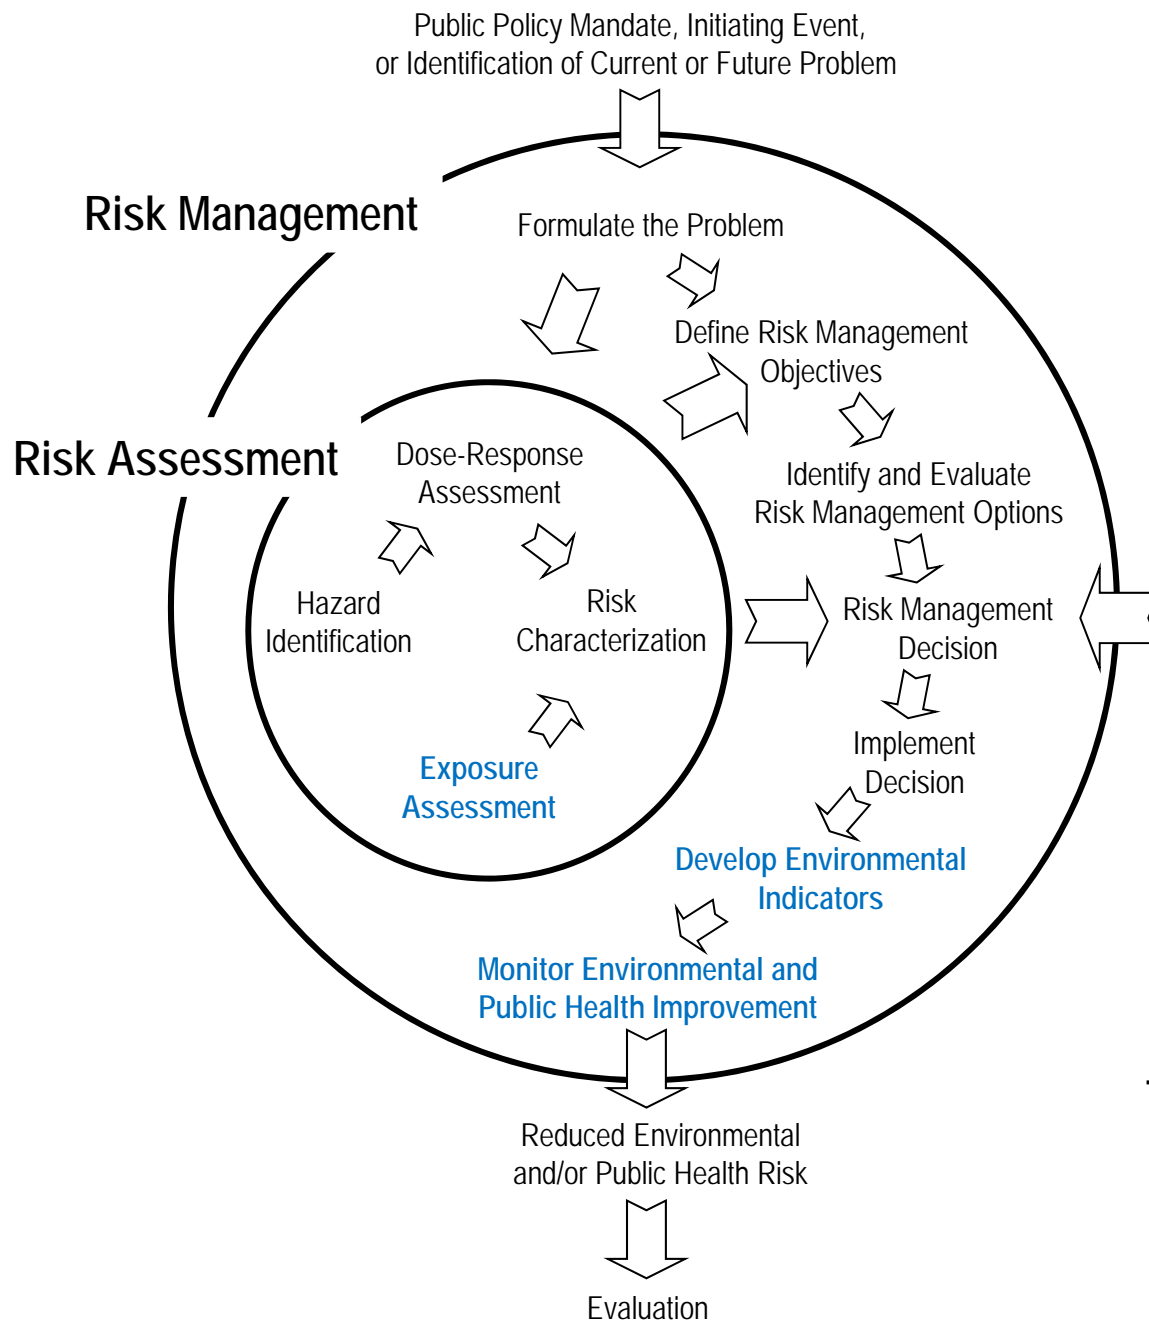 Public Policy Mandate, Initiating Event,
or Identification of Current or Future Problem
Risk Management
Formulate the Problem
Define Risk Management
Objectives
Risk Assessment
Dose-Response
Assessment
Identify and Evaluate
Risk Management Options
Hazard
Identification
Risk
Characterization
Risk Management
Decision
Exposure
Assessment
Implement
Decision
Develop Environmental
Indicators
Monitor Environmental and
Public Health Improvement
Reduced Environmental
and/or Public Health Risk
Evaluation